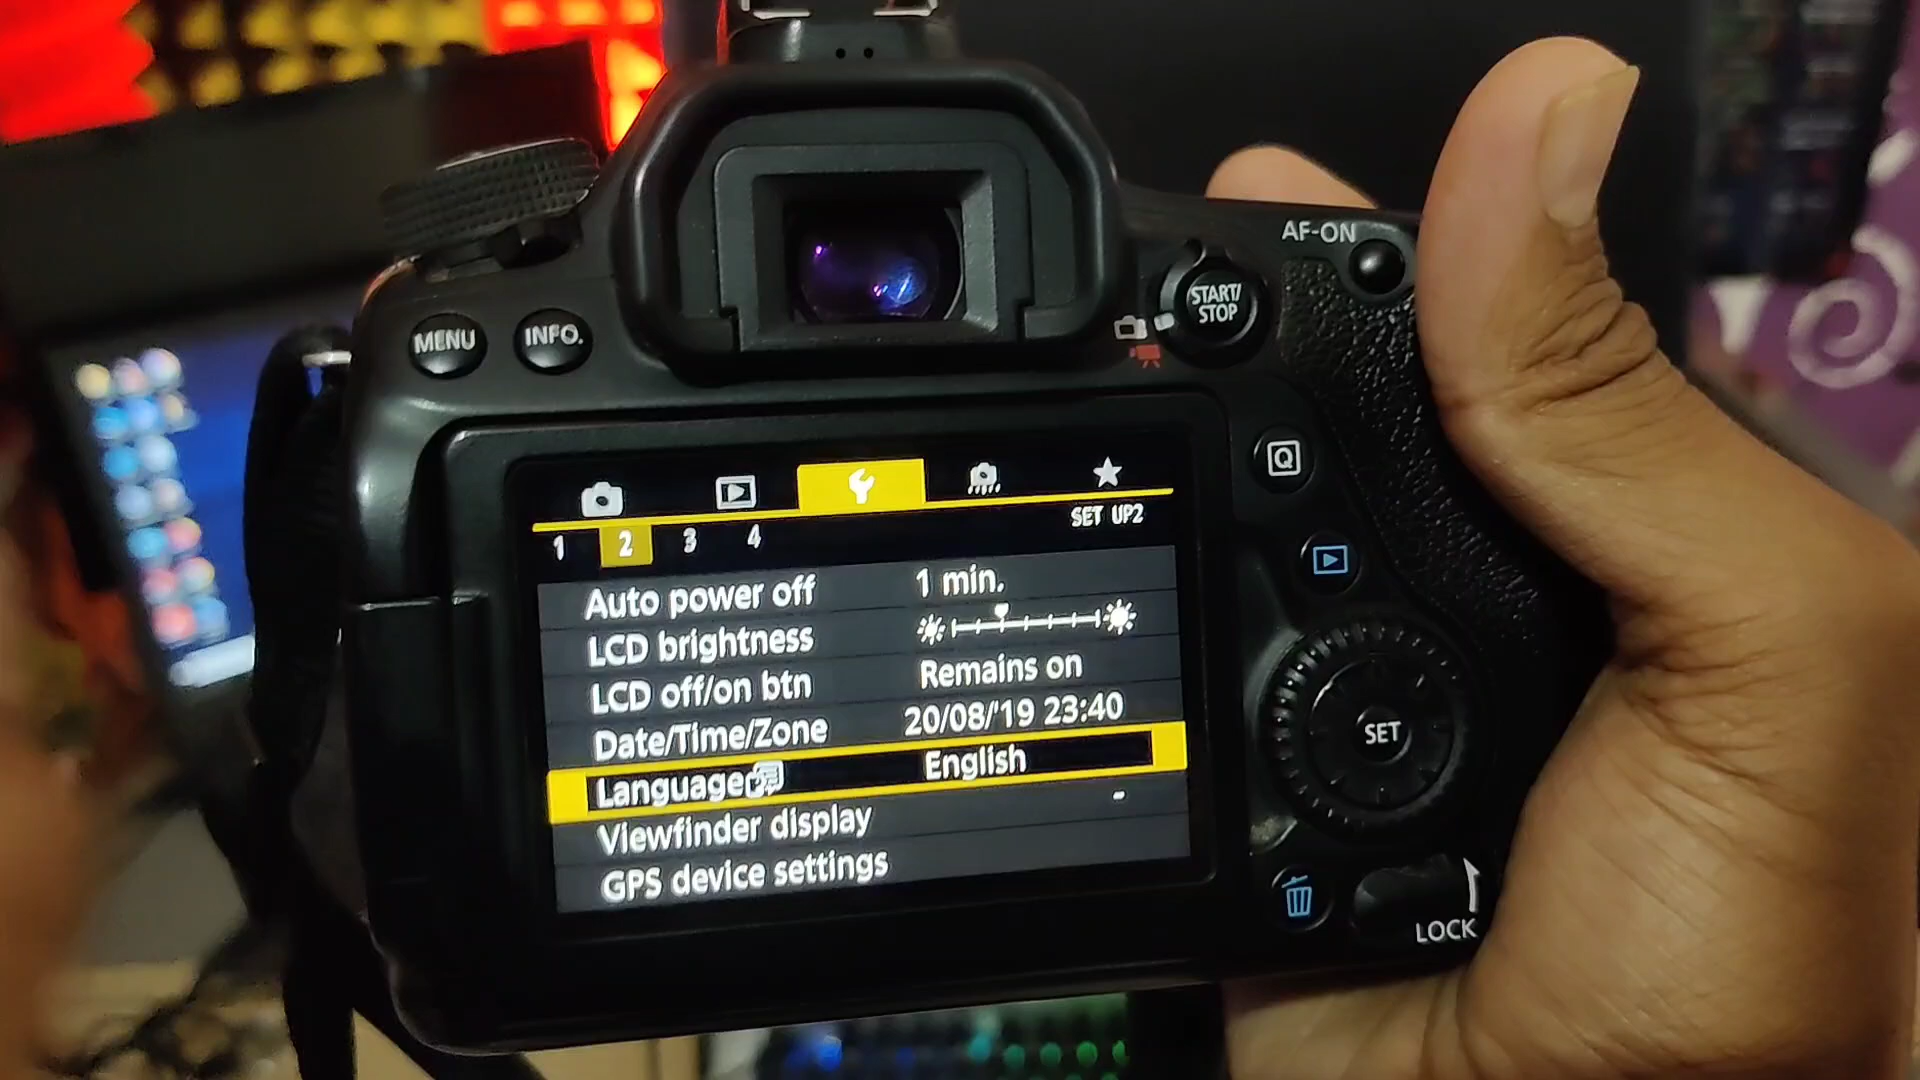 AF-ON
START/
STOP
MENU
INFO.
Q
SET UP2
1 2 3 4
Auto power off 1 min.
LCD brightness
LCD off/on btn Remains on
Date/Time/Zone 20/08/'19 23:40
Language English
Viewfinder display
GPS device settings
SET
LOCK